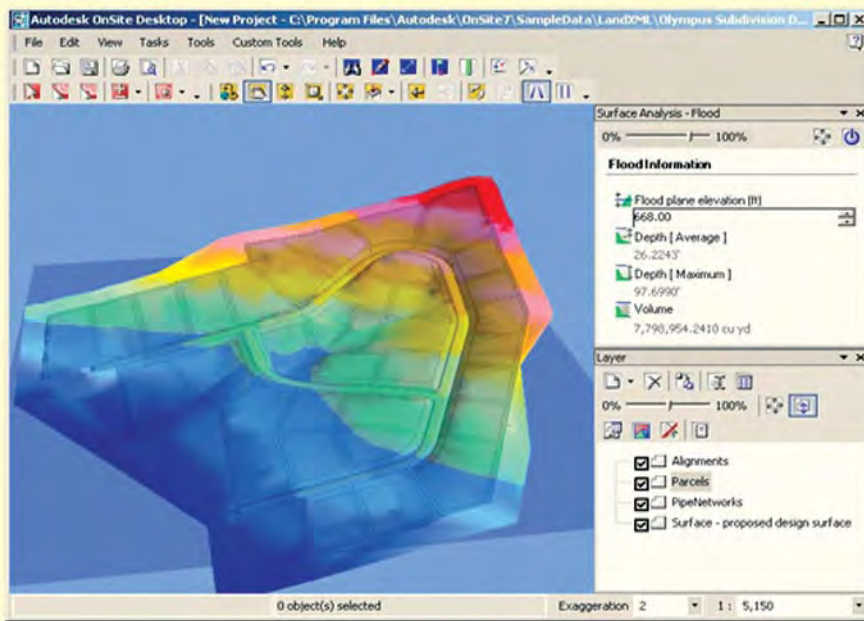 Autodesk OnSite Desktop - [New Project - C:\Program Files\Autodesk\OnSite7\SampleData\LandXML\Olympus Subdivision D...
File Edit View Tasks Tools Custom Tools Help
Surface Analysis - Flood
0% 100%
Flood Information
Flood plane elevation (ft)
668.00
Depth [ Average ]
26.2243'
Depth [ Maximum ]
97.6990'
Volume
7,798,954.2410 cu yd
Layer
0% 100%
Alignments
Parcels
PipeNetworks
Surface - proposed design surface
0 object(s) selected Exaggeration 2 1 : 5,150